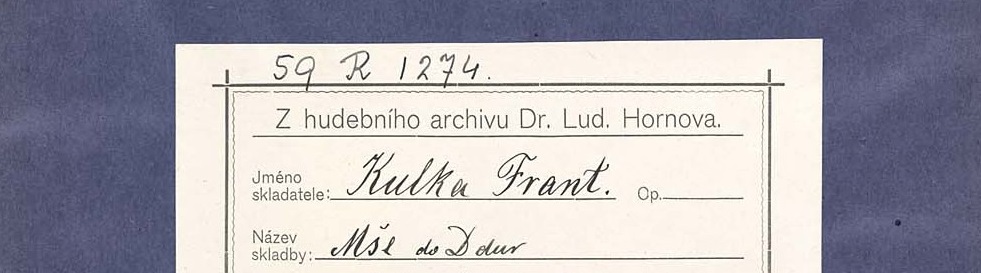 59 R 1274.
Z hudebního archivu Dr. Lud. Hornova.
Jméno skladatele: Kulka Frant. Op.
Název skladby: Mše do D dur